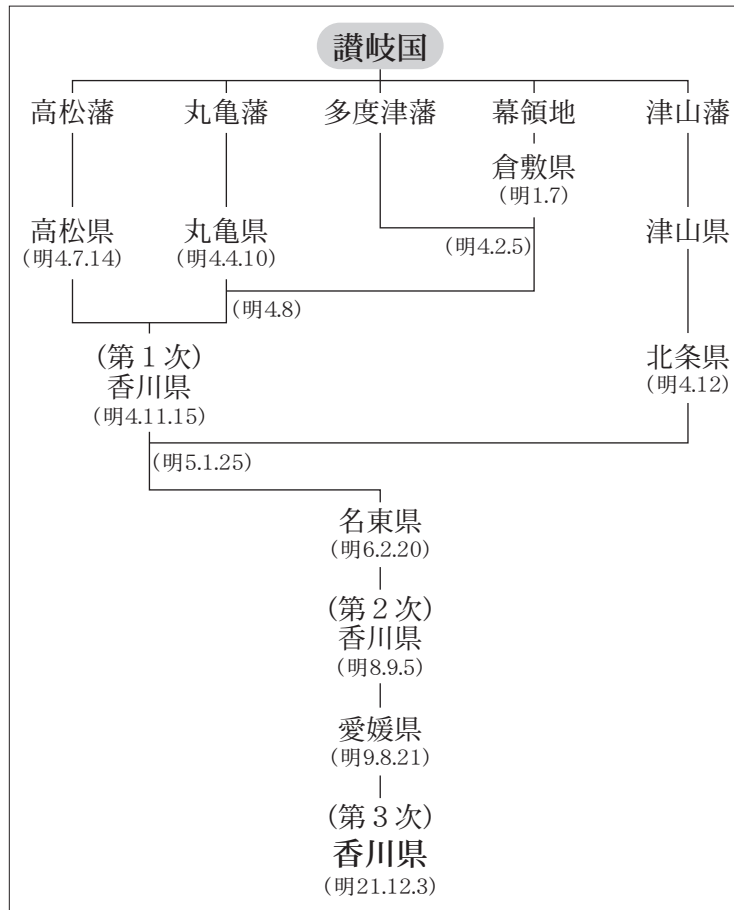 讃岐国
高松藩
丸亀藩
多度津藩
幕領地
津山藩
倉敷県
(明1.7)
高松県
(明4.7.14)
丸亀県
(明4.4.10)
(明4.2.5)
津山県
(明4.8)
(第１次)
香川県
(明4.11.15)
北条県
(明4.12)
(明5.1.25)
名東県
(明6.2.20)
(第２次)
香川県
(明8.9.5)
愛媛県
(明9.8.21)
(第３次)
香川県
(明21.12.3)